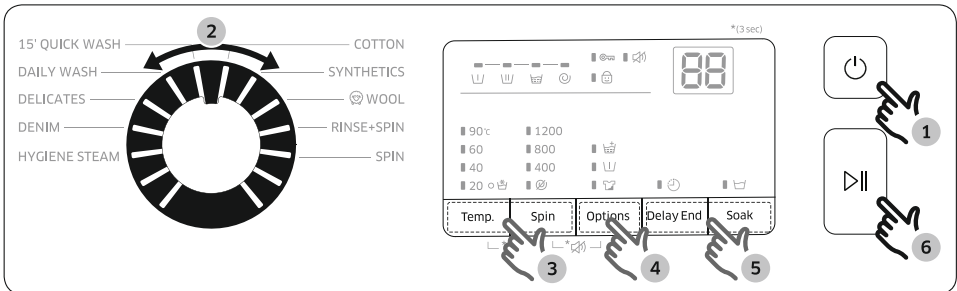 *(3 sec)
2
15' QUICK WASH
COTTON
DAILY WASH
SYNTHETICS
DELICATES
WOOL
DENIM
RINSE+SPIN
HYGIENE STEAM
SPIN
88
90℃
1200
60
800
40
400
20
Temp.
Spin
Options
Delay End
Soak
*
*
3
4
5
1
6